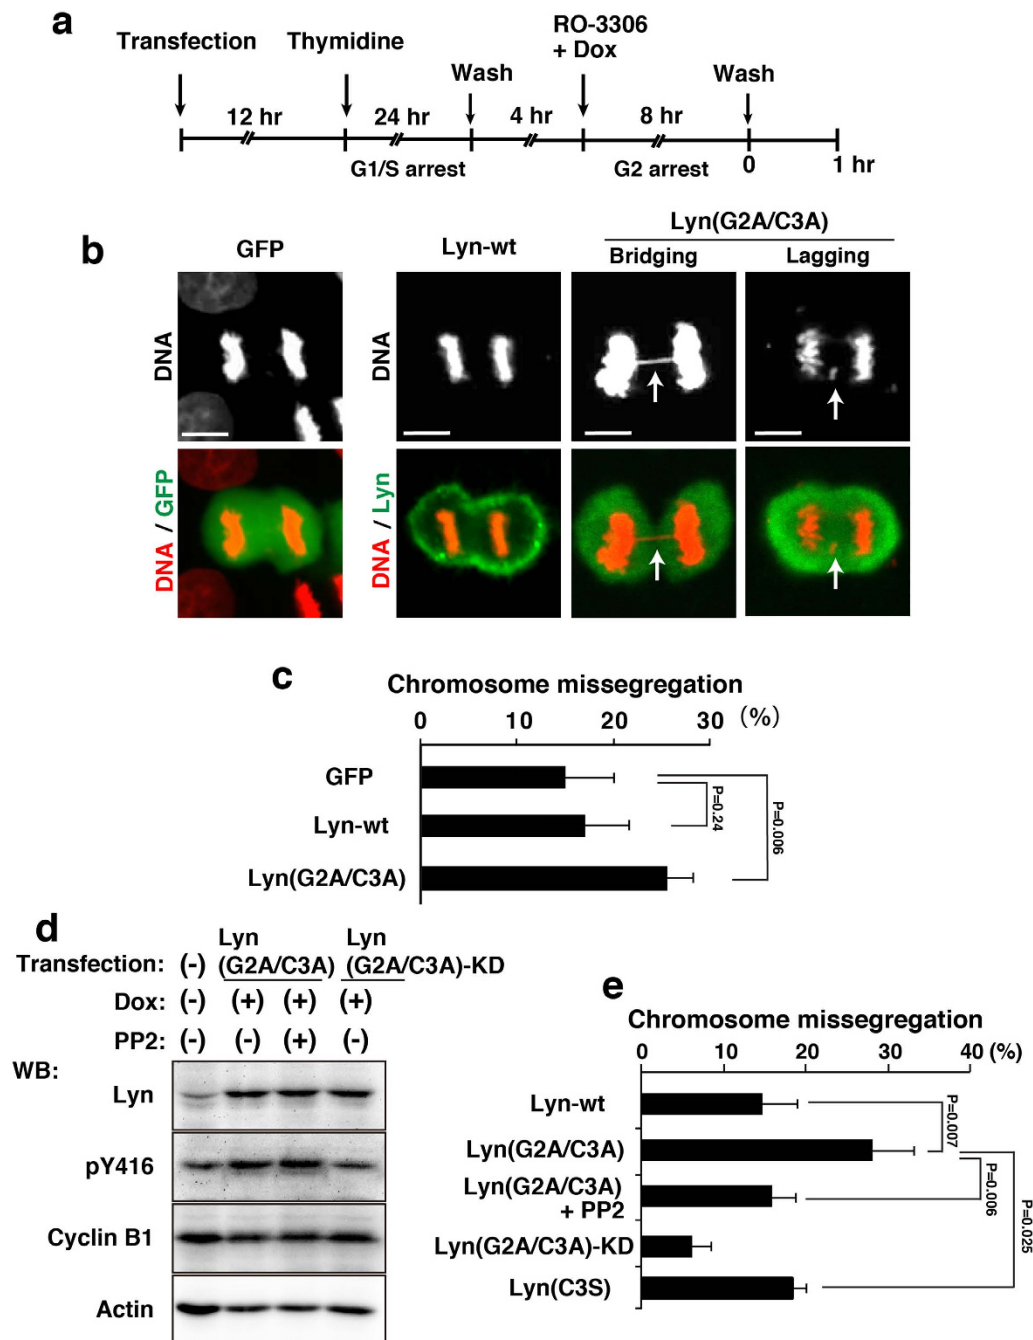 a
Transfection
Thymidine
Wash
RO-3306
+ Dox
Wash
12 hr
24 hr
4 hr
8 hr
G1/S arrest
G2 arrest
0
1 hr
b
GFP
Lyn-wt
Lyn(G2A/C3A)
Bridging
Lagging
DNA
DNA
DNA / GFP
DNA / Lyn
c
Chromosome missegregation
0 10 20 30 (%)
GFP
Lyn-wt
Lyn(G2A/C3A)
P=0.24
P=0.006
d
Transfection: (-) Lyn (G2A/C3A) Lyn (G2A/C3A)-KD
Dox: (-) (+) (+) (+)
PP2: (-) (-) (+) (-)
WB:
Lyn
pY416
Cyclin B1
Actin
e
Chromosome missegregation
0 10 20 30 40 (%)
Lyn-wt
Lyn(G2A/C3A)
Lyn(G2A/C3A)
+ PP2
Lyn(G2A/C3A)-KD
Lyn(C3S)
P=0.007
P=0.006
P=0.025